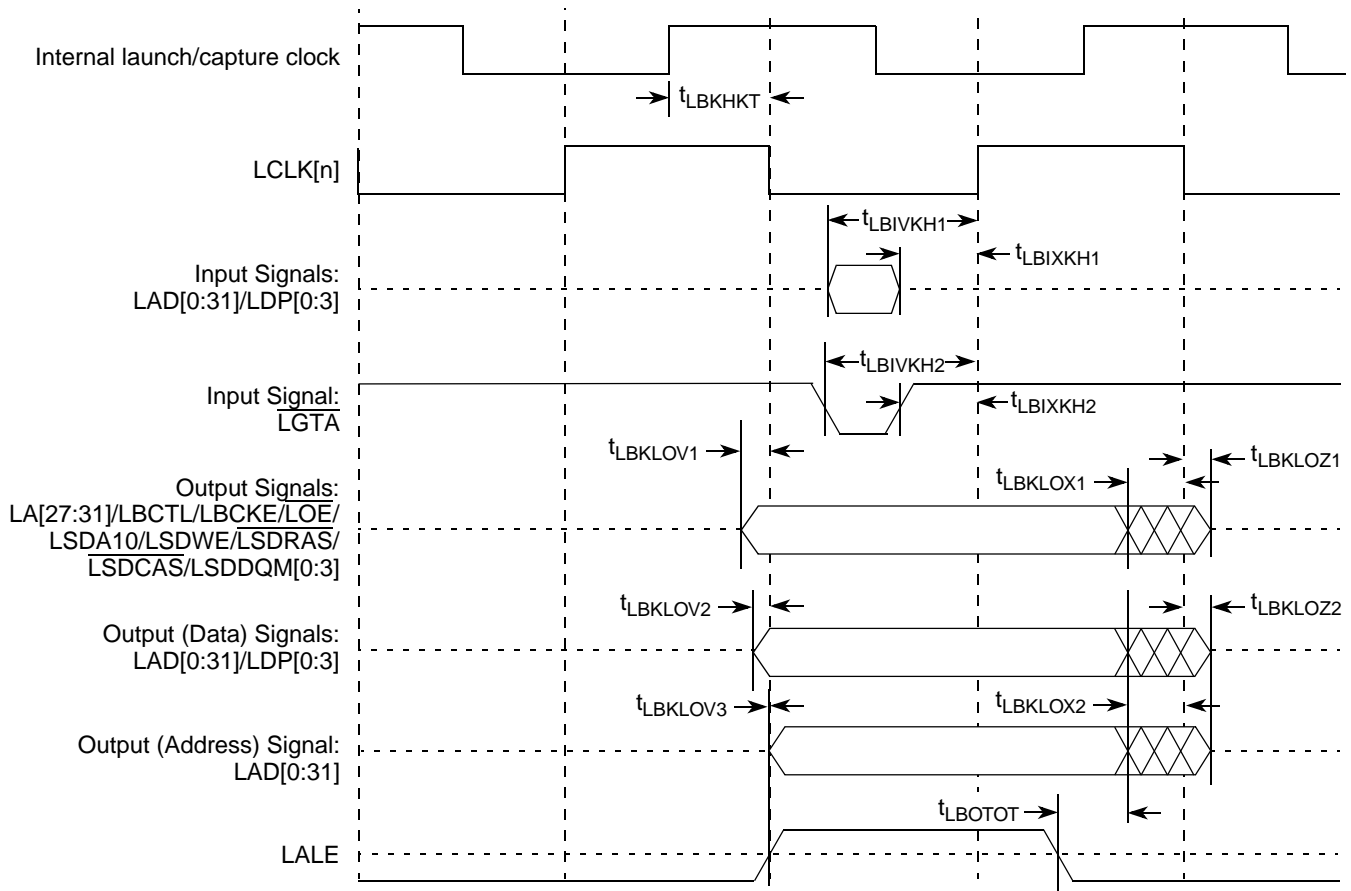 Internal launch/capture clock
tLBKHKT
LCLK[n]
tLBIVKH1
tLBIXKH1
Input Signals:
LAD[0:31]/LDP[0:3]
tLBIVKH2
Input Signal:
LGTA
tLBIXKH2
tLBKLOV1
tLBKLOZ1
tLBKLOX1
Output Signals:
LA[27:31]/LBCTL/LBCKE/LOE/
LSDA10/LSDWE/LSDRAS/
LSDCAS/LSDDQM[0:3]
tLBKLOV2
tLBKLOZ2
Output (Data) Signals:
LAD[0:31]/LDP[0:3]
tLBKLOV3
tLBKLOX2
Output (Address) Signal:
LAD[0:31]
tLBOTOT
LALE